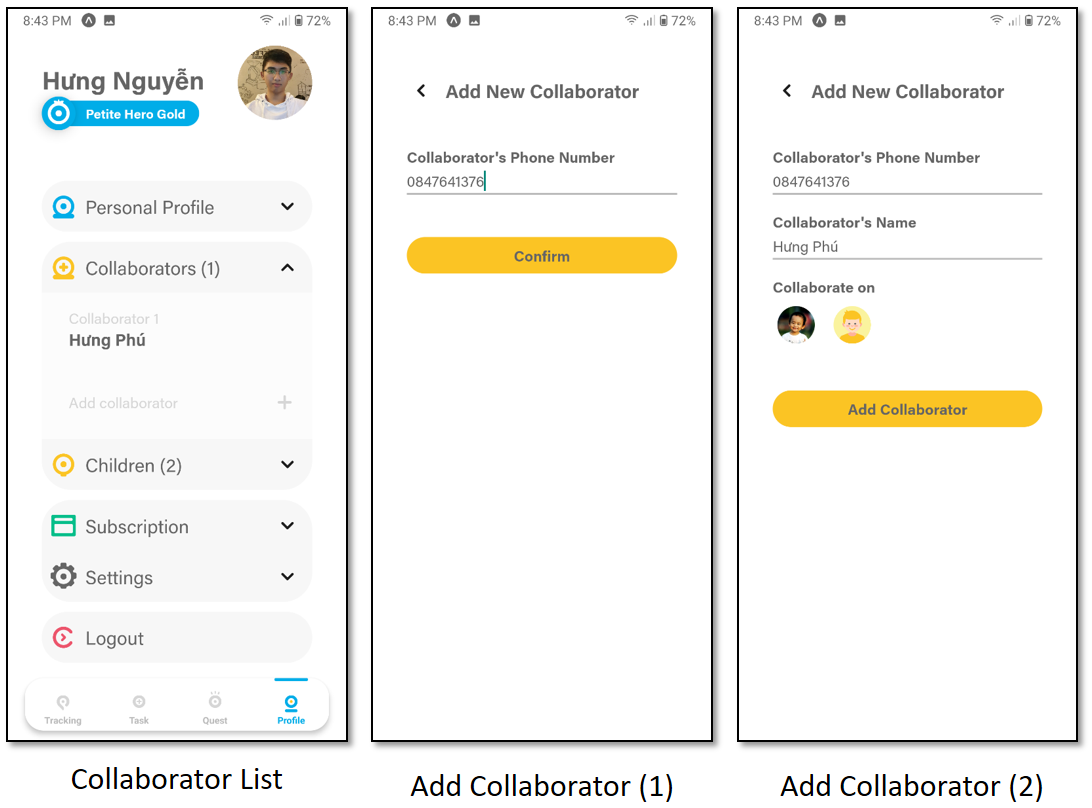 8:43 PM 72%
Hưng Nguyễn
Petite Hero Gold
Personal Profile
Collaborators (1)
Collaborator 1
Hưng Phú
Add collaborator
Children (2)
Subscription
Settings
Logout
Tracking Task Quest Profile
Collaborator List
8:43 PM 72%
Add New Collaborator
Collaborator's Phone Number
0847641376
Confirm
Add Collaborator (1)
8:43 PM 72%
Add New Collaborator
Collaborator's Phone Number
0847641376
Collaborator's Name
Hưng Phú
Collaborate on
Add Collaborator
Add Collaborator (2)